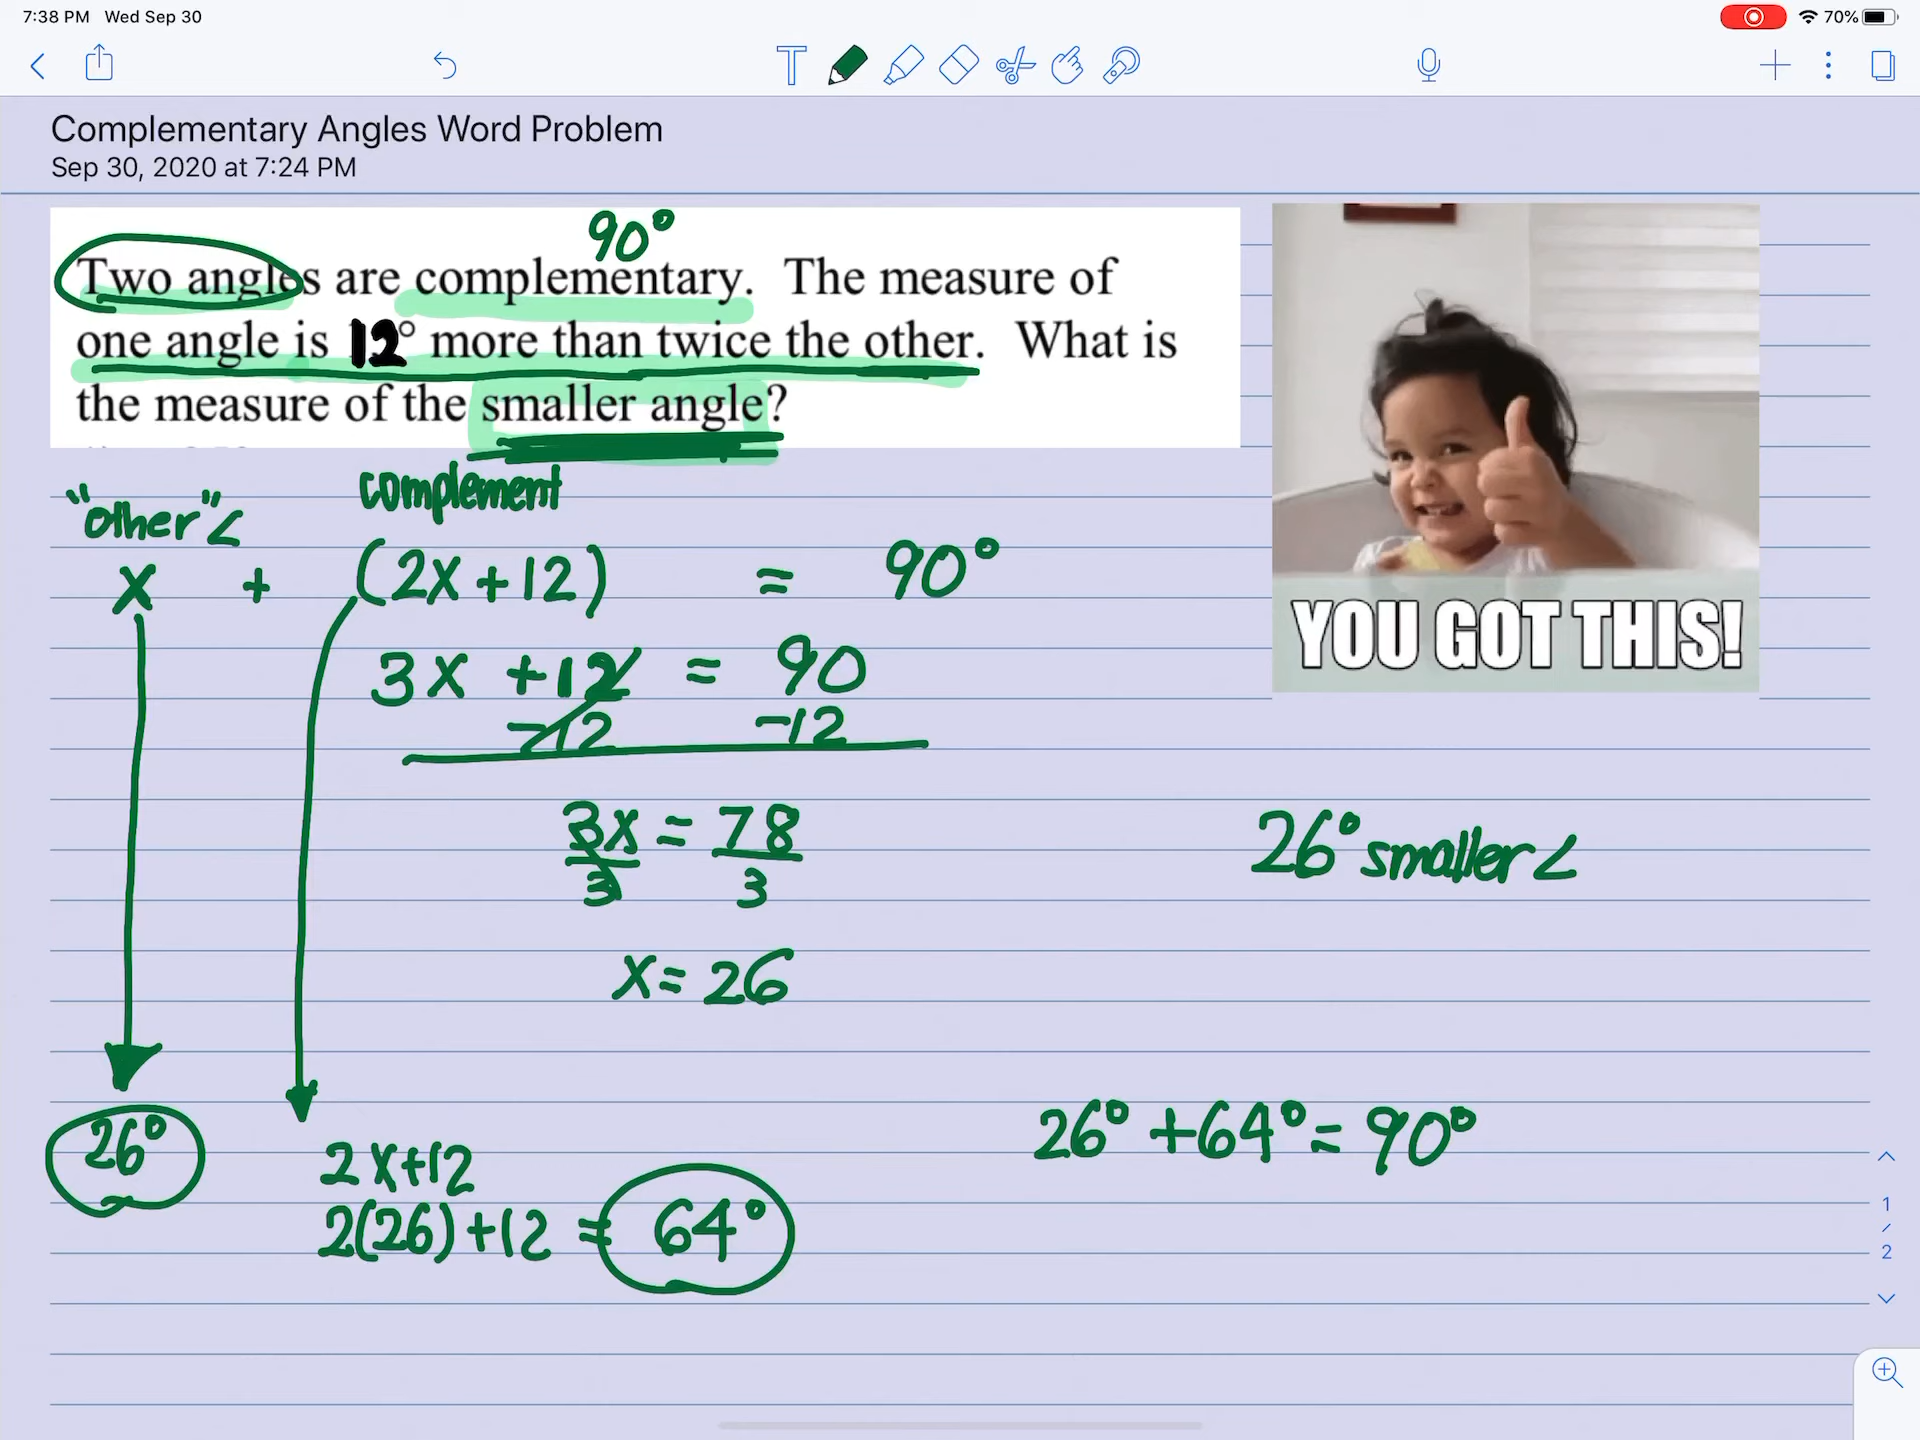 7:38 PM Wed Sep 30
70%
Complementary Angles Word Problem
Sep 30, 2020 at 7:24 PM
90°
Two angles are complementary. The measure of
one angle is 12° more than twice the other. What is
the measure of the smaller angle?
"other" <
complement
x + (2x+12) = 90°
3x +12 = 90
-12 -12
3x = 78
3 3
x = 26
YOU GOT THIS!
26° smaller <
26°
2x+12
2(26)+12 = 64°
26° + 64° = 90°
1
/
2